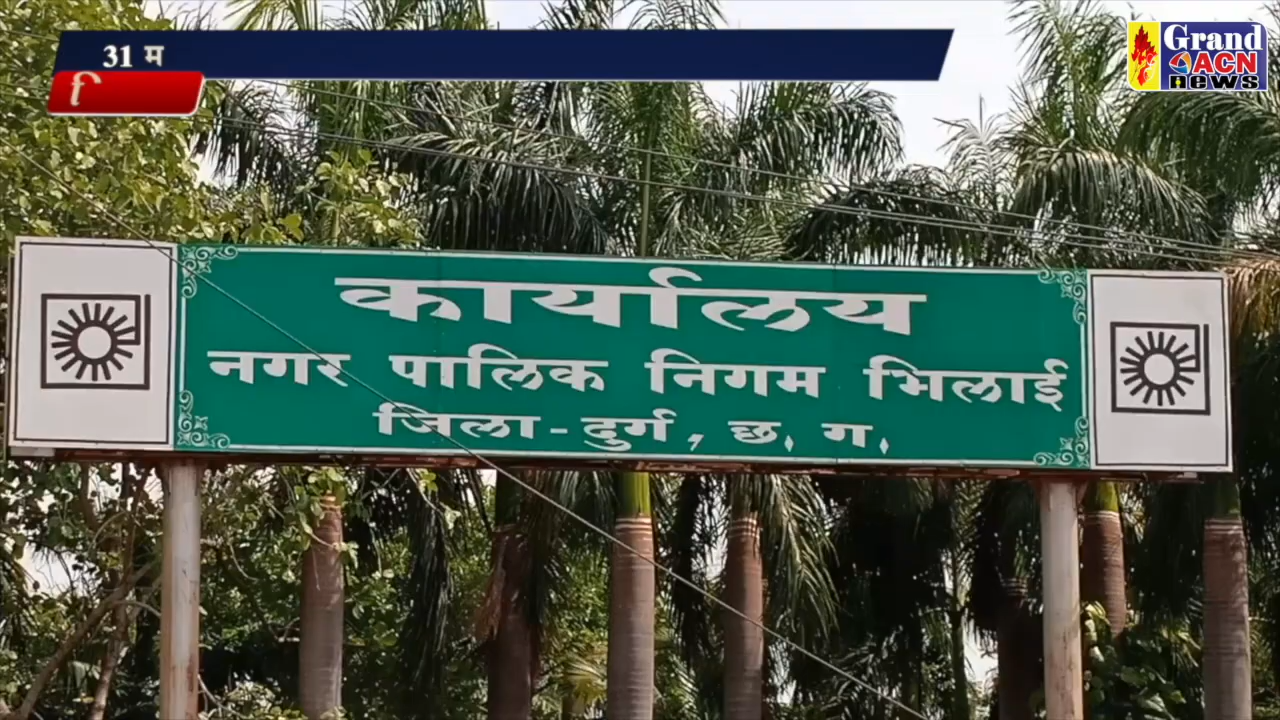 31 म
Grand
ACN
news
कार्यालय
नगर पालिक निगम भिलाई
जिला - दुर्ग, छ. ग.